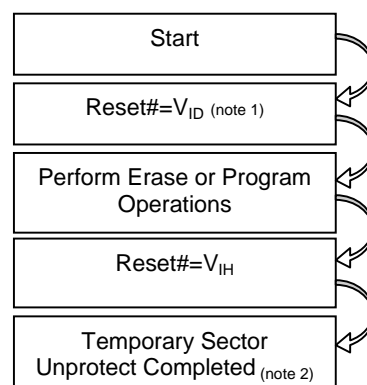 Start
Reset#=VID (note 1)
Perform Erase or Program
Operations
Reset#=VIH
Temporary Sector
Unprotect Completed (note 2)